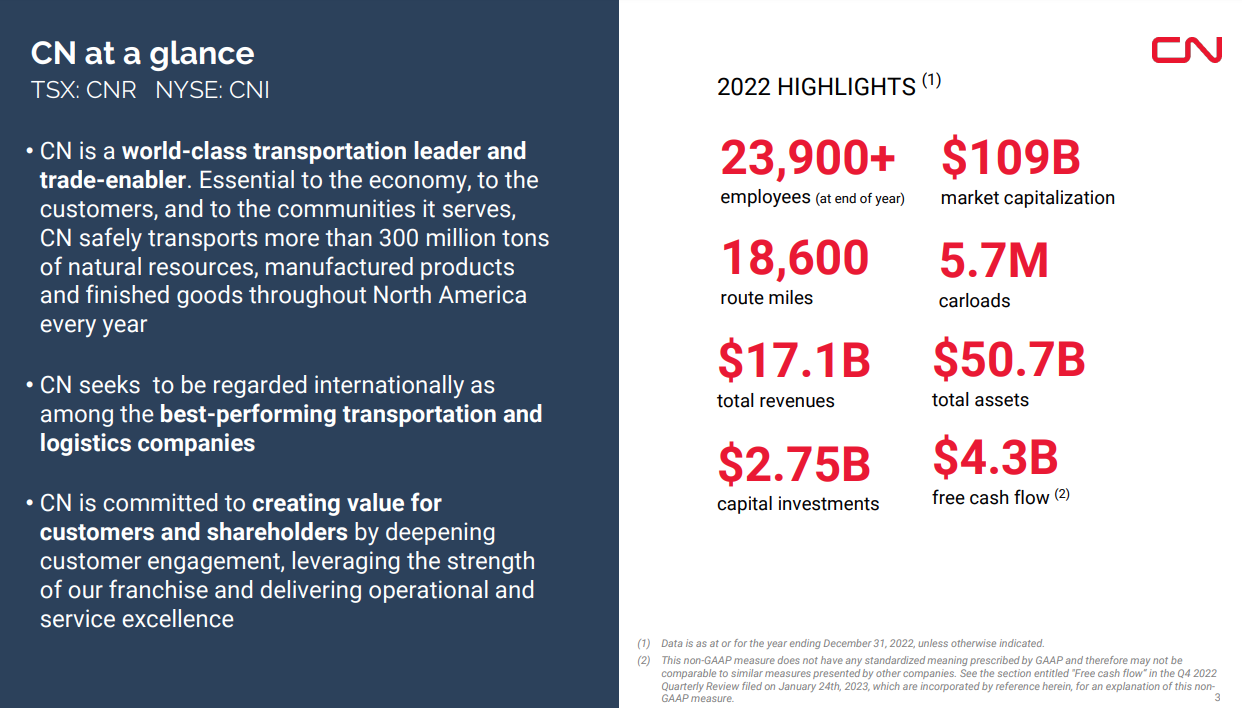 CN at a glance
TSX: CNR NYSE: CNI
• CN is a world-class transportation leader and
trade-enabler. Essential to the economy, to the
customers, and to the communities it serves,
CN safely transports more than 300 million tons
of natural resources, manufactured products
and finished goods throughout North America
every year
• CN seeks to be regarded internationally as
among the best-performing transportation and
logistics companies
• CN is committed to creating value for
customers and shareholders by deepening
customer engagement, leveraging the strength
of our franchise and delivering operational and
service excellence
CN
2022 HIGHLIGHTS (1)
23,900+
employees (at end of year)
$109B
market capitalization
18,600
route miles
5.7M
carloads
$17.1B
total revenues
$50.7B
total assets
$2.75B
capital investments
$4.3B
free cash flow (2)
(1) Data is as at or for the year ending December 31, 2022, unless otherwise indicated.
(2) This non-GAAP measure does not have any standardized meaning prescribed by GAAP and therefore may not be
comparable to similar measures presented by other companies. See the section entitled "Free cash flow" in the Q4 2022
Quarterly Review filed on January 24th, 2023, which are incorporated by reference herein, for an explanation of this non-
GAAP measure.
3